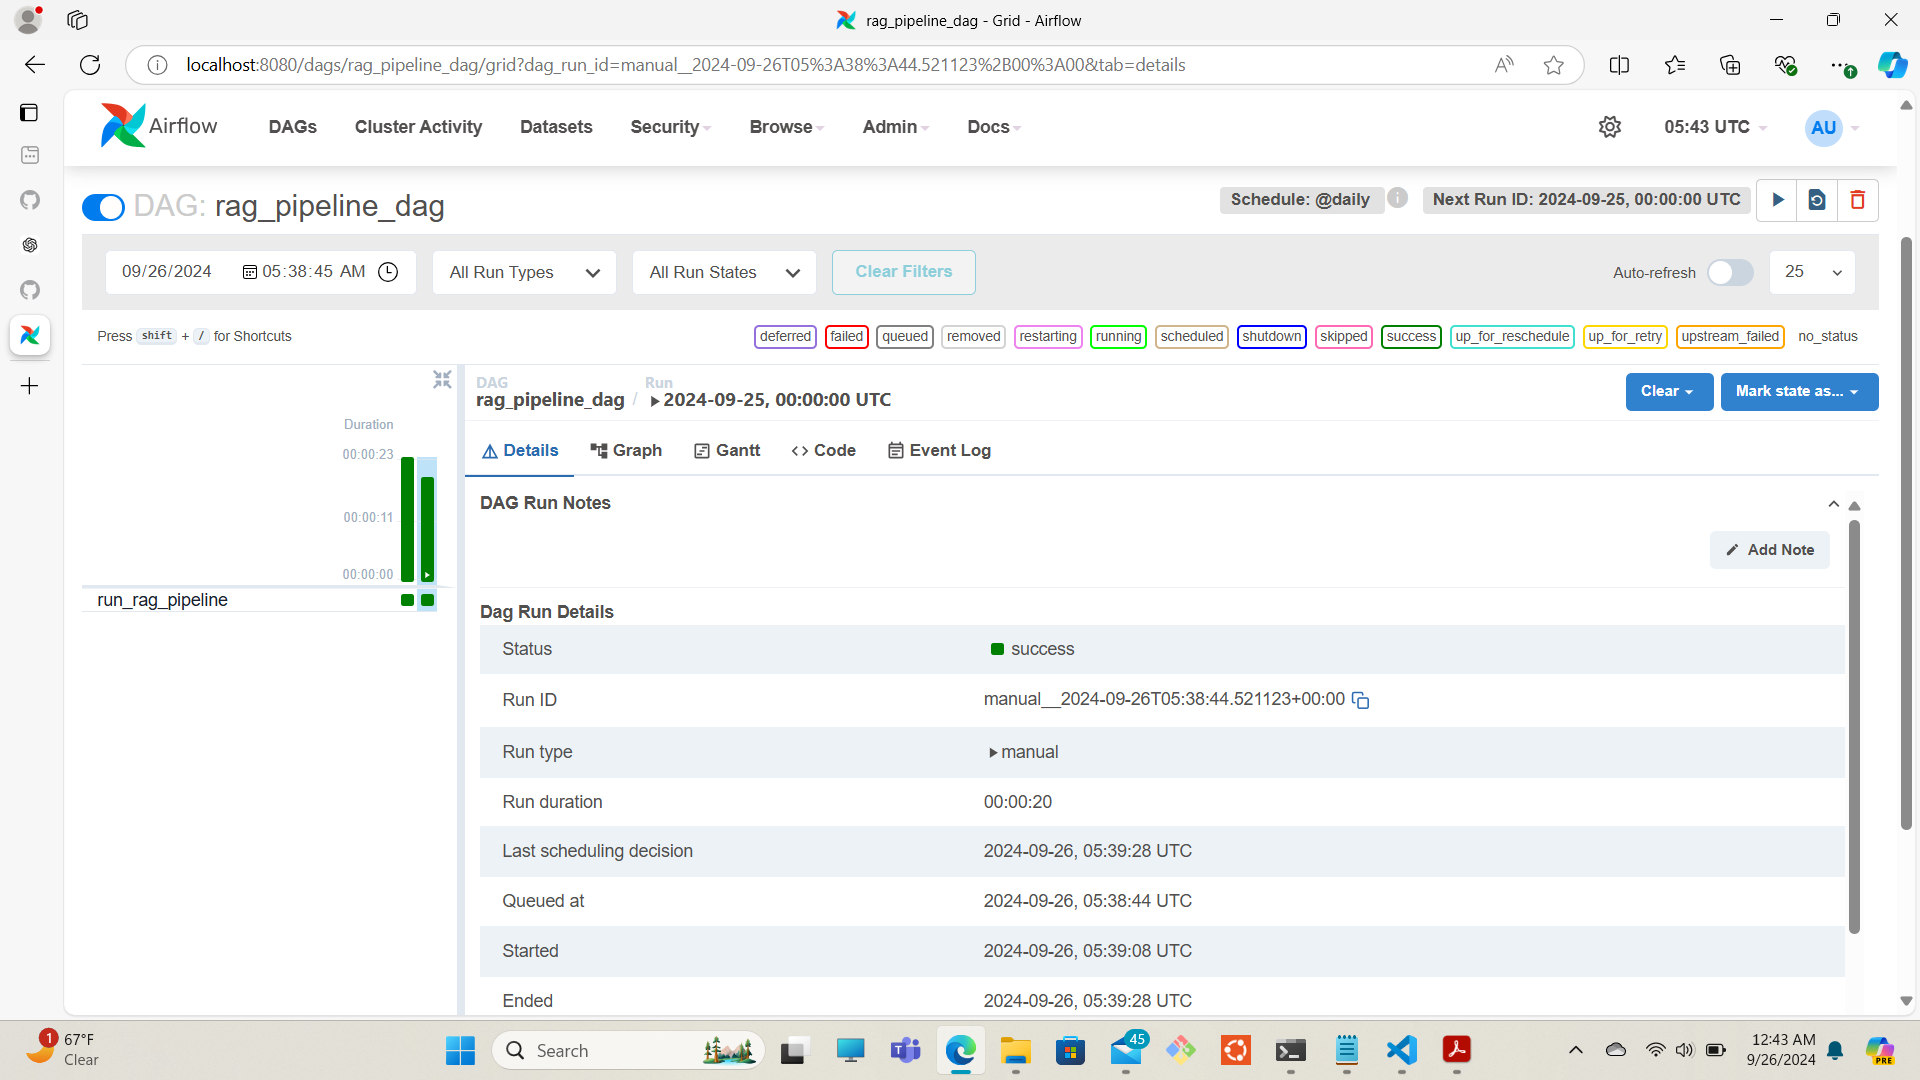 rag_pipeline_dag - Grid - Airflow
localhost:8080/dags/rag_pipeline_dag/grid?dag_run_id=manual__2024-09-26T05%3A38%3A44.521123%2B00%3A00&tab=details
Airflow DAGs Cluster Activity Datasets Security Browse Admin Docs 05:43 UTC AU
DAG: rag_pipeline_dag Schedule: @daily Next Run ID: 2024-09-25, 00:00:00 UTC
09/26/2024 05:38:45 AM All Run Types All Run States Clear Filters Auto-refresh 25
Press shift + / for Shortcuts deferred failed queued removed restarting running scheduled shutdown skipped success up_for_reschedule up_for_retry upstream_failed no_status
DAG Run
rag_pipeline_dag / 2024-09-25, 00:00:00 UTC Clear Mark state as...
Duration
00:00:23
00:00:11
00:00:00
run_rag_pipeline
Details Graph Gantt Code Event Log
DAG Run Notes
Add Note
Dag Run Details
Status success
Run ID manual__2024-09-26T05:38:44.521123+00:00
Run type manual
Run duration 00:00:20
Last scheduling decision 2024-09-26, 05:39:28 UTC
Queued at 2024-09-26, 05:38:44 UTC
Started 2024-09-26, 05:39:08 UTC
Ended 2024-09-26, 05:39:28 UTC
1 67°F
Clear
Search
45
PRE
12:43 AM
9/26/2024